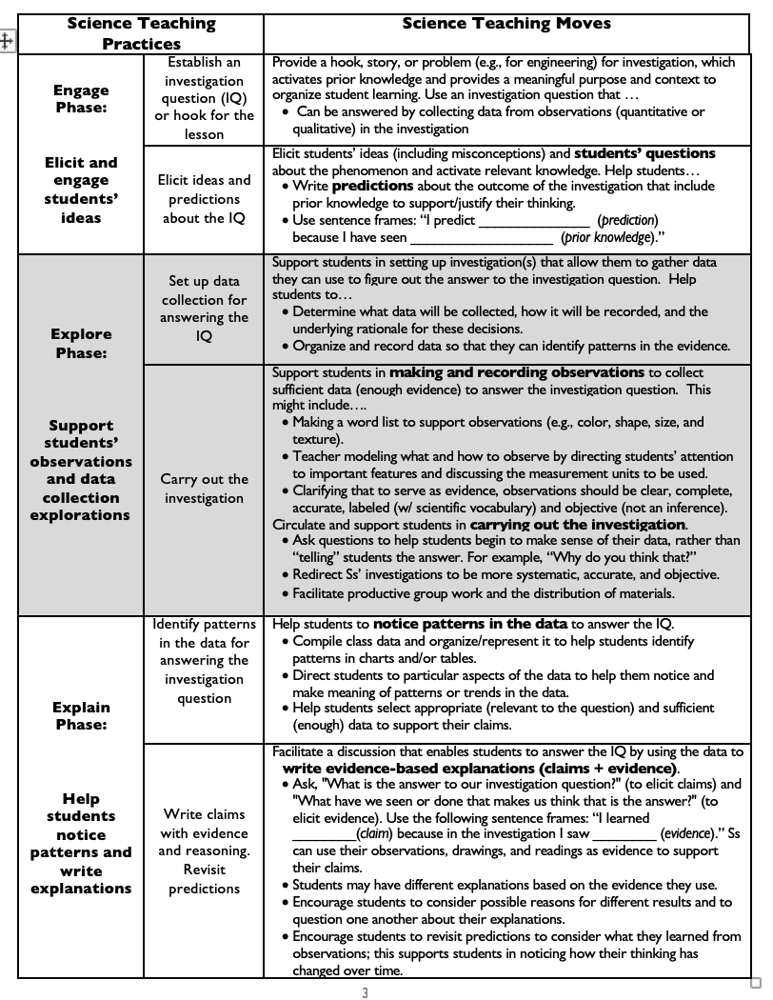 Science Teaching
Practices
Science Teaching Moves
Engage
Phase:
Elicit and
engage
students'
ideas
Establish an
investigation
question (IQ)
or hook for the
lesson
Provide a hook, story, or problem (e.g., for engineering) for investigation, which
activates prior knowledge and provides a meaningful purpose and context to
organize student learning. Use an investigation question that …
• Can be answered by collecting data from observations (quantitative or
qualitative) in the investigation
Elicit ideas and
predictions
about the IQ
Elicit students' ideas (including misconceptions) and students' questions
about the phenomenon and activate relevant knowledge. Help students…
• Write predictions about the outcome of the investigation that include
prior knowledge to support/justify their thinking.
• Use sentence frames: "I predict ________________ (prediction)
because I have seen ____________________ (prior knowledge)."
Explore
Phase:
Support
students'
observations
and data
collection
explorations
Set up data
collection for
answering the
IQ
Support students in setting up investigation(s) that allow them to gather data
they can use to figure out the answer to the investigation question. Help
students to…
• Determine what data will be collected, how it will be recorded, and the
underlying rationale for these decisions.
• Organize and record data so that they can identify patterns in the evidence.
Carry out the
investigation
Support students in making and recording observations to collect
sufficient data (enough evidence) to answer the investigation question. This
might include….
• Making a word list to support observations (e.g., color, shape, size, and
texture).
• Teacher modeling what and how to observe by directing students' attention
to important features and discussing the measurement units to be used.
• Clarifying that to serve as evidence, observations should be clear, complete,
accurate, labeled (w/ scientific vocabulary) and objective (not an inference).
Circulate and support students in carrying out the investigation.
• Ask questions to help students begin to make sense of their data, rather than
"telling" students the answer. For example, "Why do you think that?"
• Redirect Ss' investigations to be more systematic, accurate, and objective.
• Facilitate productive group work and the distribution of materials.
Explain
Phase:
Help
students
notice
patterns and
write
explanations
Identify patterns
in the data for
answering the
investigation
question
Help students to notice patterns in the data to answer the IQ.
• Compile class data and organize/represent it to help students identify
patterns in charts and/or tables.
• Direct students to particular aspects of the data to help them notice and
make meaning of patterns or trends in the data.
• Help students select appropriate (relevant to the question) and sufficient
(enough) data to support their claims.
Write claims
with evidence
and reasoning.
Revisit
predictions
Facilitate a discussion that enables students to answer the IQ by using the data to
write evidence-based explanations (claims + evidence).
• Ask, "What is the answer to our investigation question?" (to elicit claims) and
"What have we seen or done that makes us think that is the answer?" (to
elicit evidence). Use the following sentence frames: "I learned
_________(claim) because in the investigation I saw _________ (evidence)." Ss
can use their observations, drawings, and readings as evidence to support
their claims.
• Students may have different explanations based on the evidence they use.
• Encourage students to consider possible reasons for different results and to
question one another about their explanations.
• Encourage students to revisit predictions to consider what they learned from
observations; this supports students in noticing how their thinking has
changed over time.
3